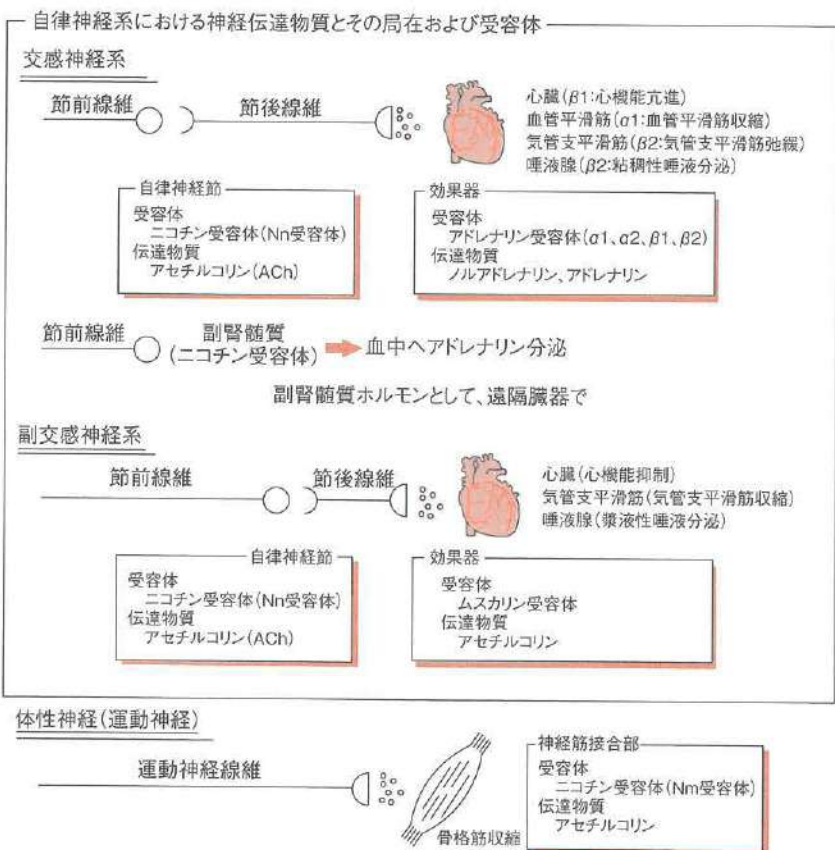 自律神経系における神経伝達物質とその局在および受容体
交感神経系
節前線維
節後線維
心臓(β1:心機能亢進)
血管平滑筋(α1:血管平滑筋収縮)
気管支平滑筋(β2:気管支平滑筋弛緩)
唾液腺(β2:粘稠性唾液分泌)
自律神経節
受容体
ニコチン受容体(Nn受容体)
伝達物質
アセチルコリン(ACh)
効果器
受容体
アドレナリン受容体(α1、α2、β1、β2)
伝達物質
ノルアドレナリン、アドレナリン
節前線維
副腎髄質
(ニコチン受容体)
血中へアドレナリン分泌
副腎髄質ホルモンとして、遠隔臓器で
副交感神経系
節前線維
節後線維
心臓(心機能抑制)
気管支平滑筋(気管支平滑筋収縮)
唾液腺(漿液性唾液分泌)
自律神経節
受容体
ニコチン受容体(Nn受容体)
伝達物質
アセチルコリン(ACh)
効果器
受容体
ムスカリン受容体
伝達物質
アセチルコリン
体性神経(運動神経)
運動神経線維
骨格筋収縮
神経筋接合部
受容体
ニコチン受容体(Nm受容体)
伝達物質
アセチルコリン